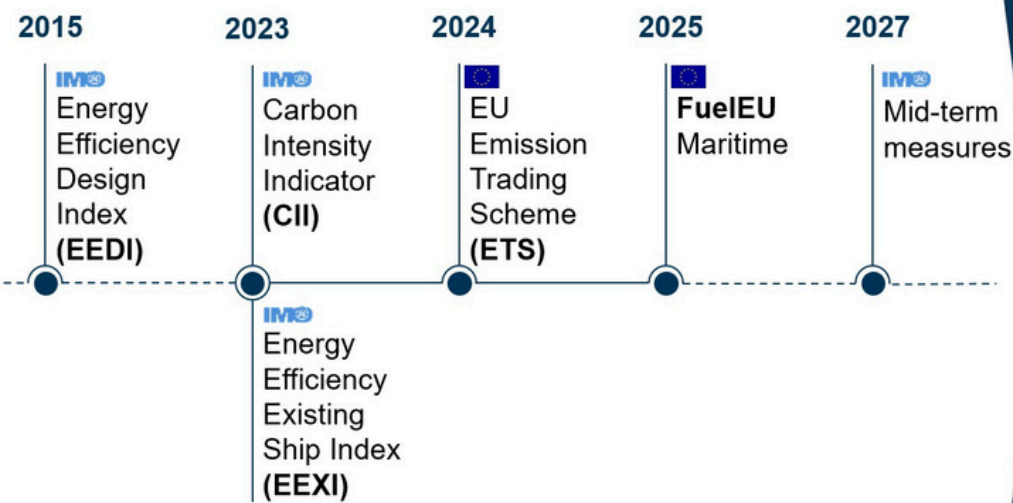 2015
IMO
Energy
Efficiency
Design
Index
(EEDI)
2023
IMO
Carbon
Intensity
Indicator
(CII)
IMO
Energy
Efficiency
Existing
Ship Index
(EEXI)
2024
EU
Emission
Trading
Scheme
(ETS)
2025
FuelEU
Maritime
2027
IMO
Mid-term
measures